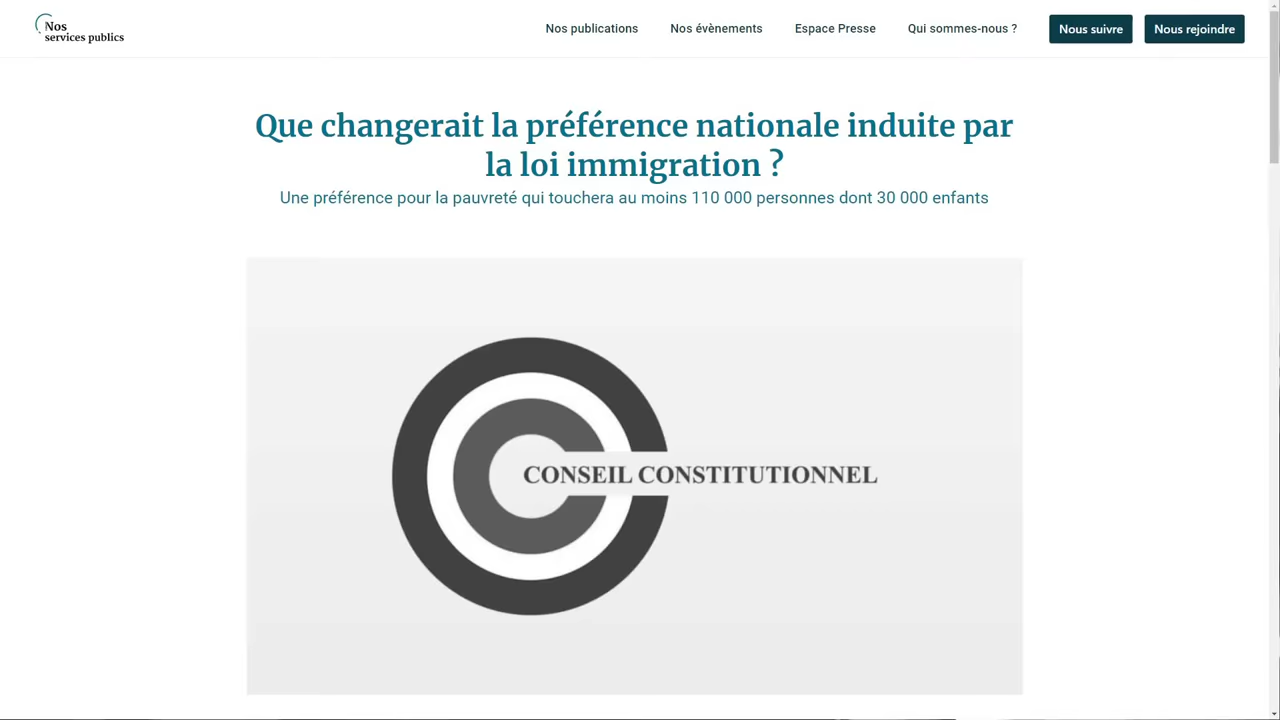 Nos
services publics
Nos publications
Nos évènements
Espace Presse
Qui sommes-nous ?
Nous suivre
Nous rejoindre
Que changerait la préférence nationale induite par
la loi immigration ?
Une préférence pour la pauvreté qui touchera au moins 110 000 personnes dont 30 000 enfants
CONSEIL CONSTITUTIONNEL